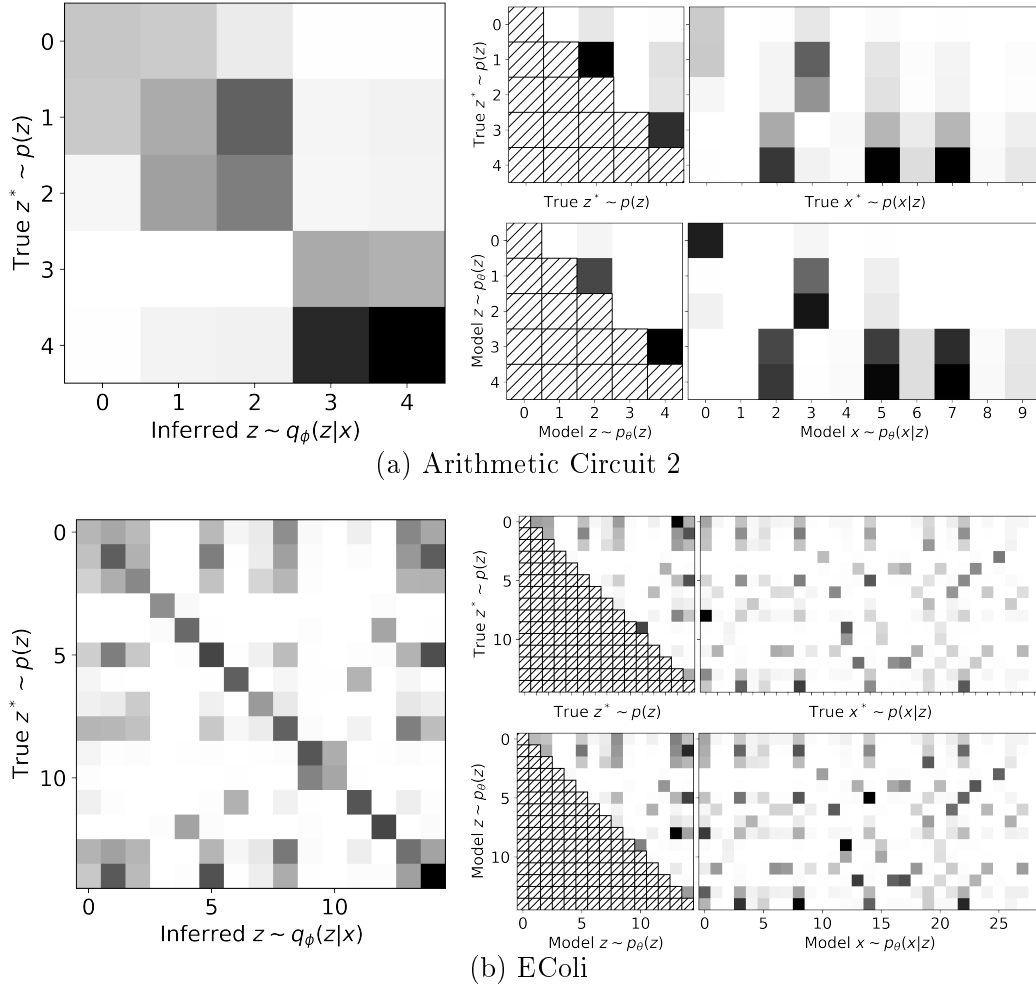 True z* ~ p(z)
0
1
2
3
4
0 1 2 3 4
Inferred z ~ qϕ(z|x)
True z* ~ p(z)
0
1
2
3
4
True z* ~ p(z)
True x* ~ p(x|z)
Model z ~ pθ(z)
0
1
2
3
4
0 1 2 3 4
Model z ~ pθ(z)
0 1 2 3 4 5 6 7 8 9
Model x ~ pθ(x|z)
(a) Arithmetic Circuit 2
True z* ~ p(z)
0
5
10
0 5 10
Inferred z ~ qϕ(z|x)
True z* ~ p(z)
0
5
10
True z* ~ p(z)
True x* ~ p(x|z)
Model z ~ pθ(z)
0
5
10
0 5 10
Model z ~ pθ(z)
0 5 10 15 20 25
Model x ~ pθ(x|z)
(b) EColi